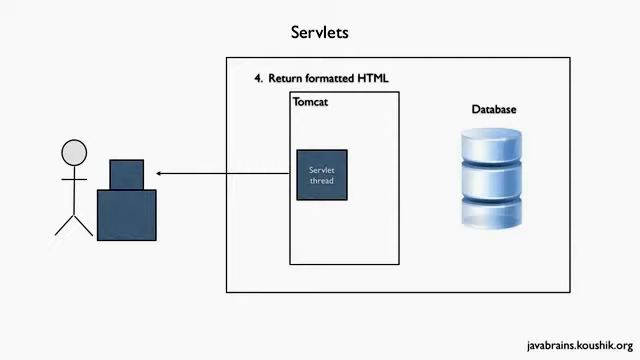 Servlets
4. Return formatted HTML
Tomcat
Database
Servlet
thread
javabrains.koushik.org